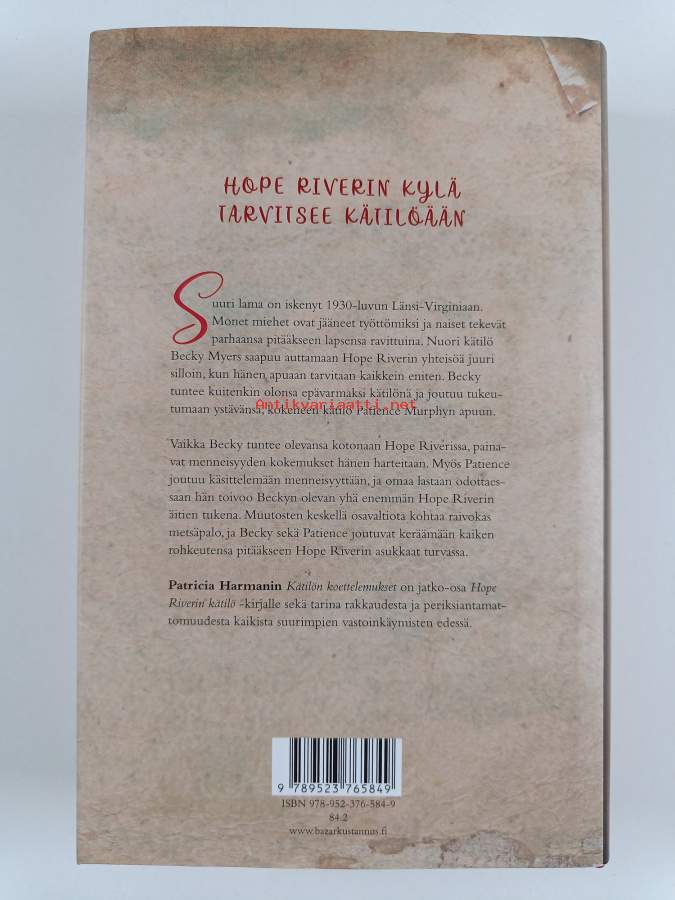 HOPE RIVERIN KYLÄ
TARVITSEE KÄTILÖÄÄN
Suuri lama on iskenyt 1930-luvun Länsi-Virginiaan.
Monet miehet ovat jääneet työttömiksi ja naiset tekevät
parhaansa pitääkseen lapsensa ravittuina. Nuori kätilö
Becky Myers saapuu auttamaan Hope Riverin yhteisöä juuri
silloin, kun hänen apuaan tarvitaan kaikkein eniten. Becky
tuntee kuitenkin olonsa epävarmaksi kätilönä ja joutuu tukeu-
tumaan ystävänsä, kokeneen kätilö Patience Murphyn apuun.
Antikvariaatti.net
Vaikka Becky tuntee olevansa kotonaan Hope Riverissa, paina-
vat menneisyyden kokemukset hänen harteitaan. Myös Patience
joutuu käsittelemään menneisyyttään, ja omaa lastaan odottaes-
saan hän toivoo Beckyn olevan yhä enemmän Hope Riverin
äitien tukena. Muutosten keskellä osavaltiota kohtaa raivokas
metsäpalo, ja Becky sekä Patience joutuvat keräämään kaiken
rohkeutensa pitääkseen Hope Riverin asukkaat turvassa.
Patricia Harmanin Kätilön koettelemukset on jatko-osa Hope
Riverin kätilö -kirjalle sekä tarina rakkaudesta ja periksiantamat-
tomuudesta kaikista suurimpien vastoinkäymisten edessä.
9 789523 765849
ISBN 978-952-376-584-9
84.2
www.bazarkustannus.fi